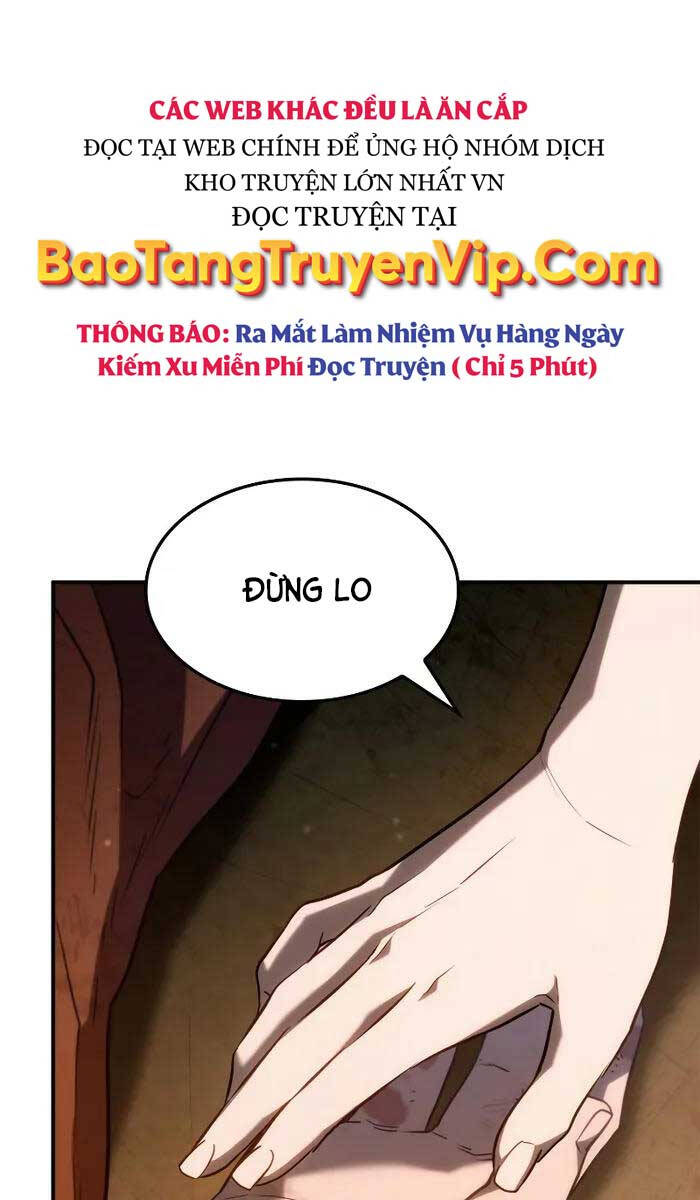 CÁC WEB KHÁC ĐỀU LÀ ĂN CẮP
ĐỌC TẠI WEB CHÍNH ĐỂ ỦNG HỘ NHÓM DỊCH
KHO TRUYỆN LỚN NHẤT VN
ĐỌC TRUYỆN TẠI
BaoTangTruyenVip.Com
THÔNG BÁO: Ra Mắt Làm Nhiệm Vụ Hàng Ngày
Kiếm Xu Miễn Phí Đọc Truyện ( Chỉ 5 Phút)
ĐỪNG LO